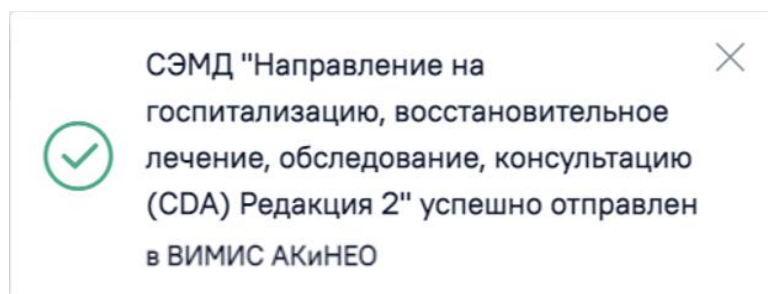 СЭМД "Направление на
госпитализацию, восстановительное
лечение, обследование, консультацию
(CDA) Редакция 2" успешно отправлен
в ВИМИС АКиНЕО